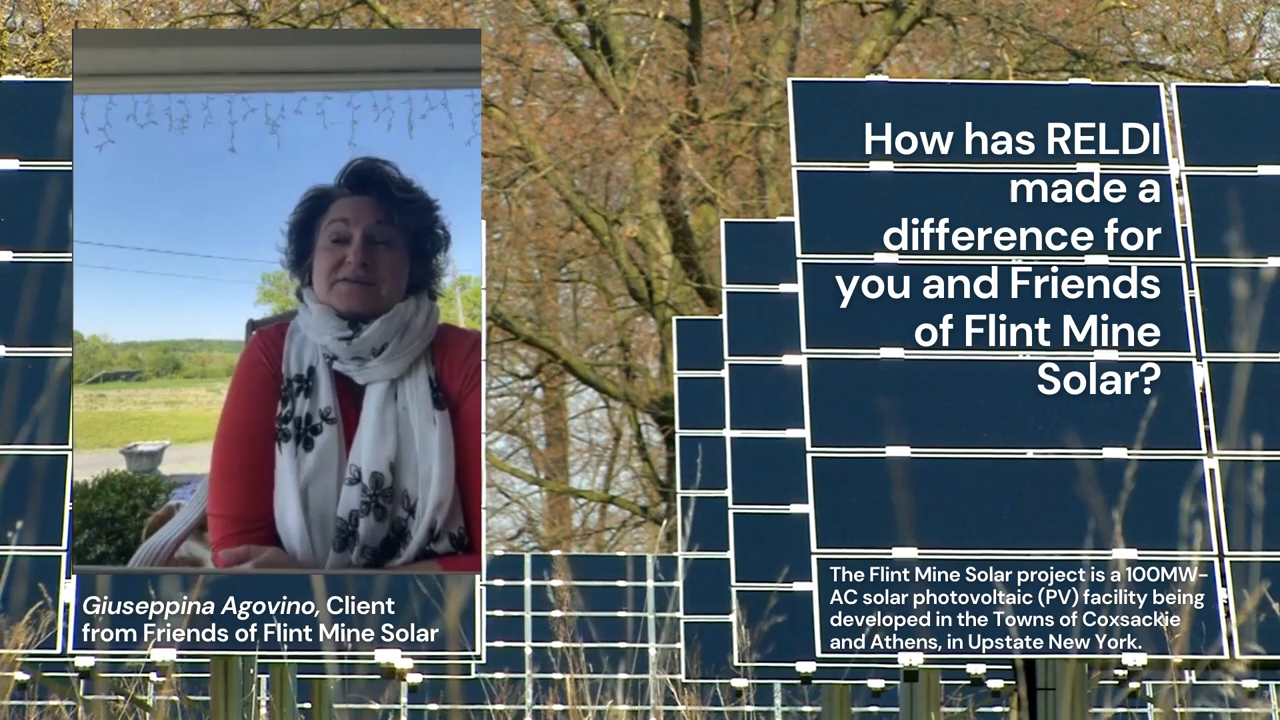 How has RELDI
made a
difference for
you and Friends
of Flint Mine
Solar?
Giuseppina Agovino, Client
from Friends of Flint Mine Solar
The Flint Mine Solar project is a 100MW-
AC solar photovoltaic (PV) facility being
developed in the Towns of Coxsackie
and Athens, in Upstate New York.